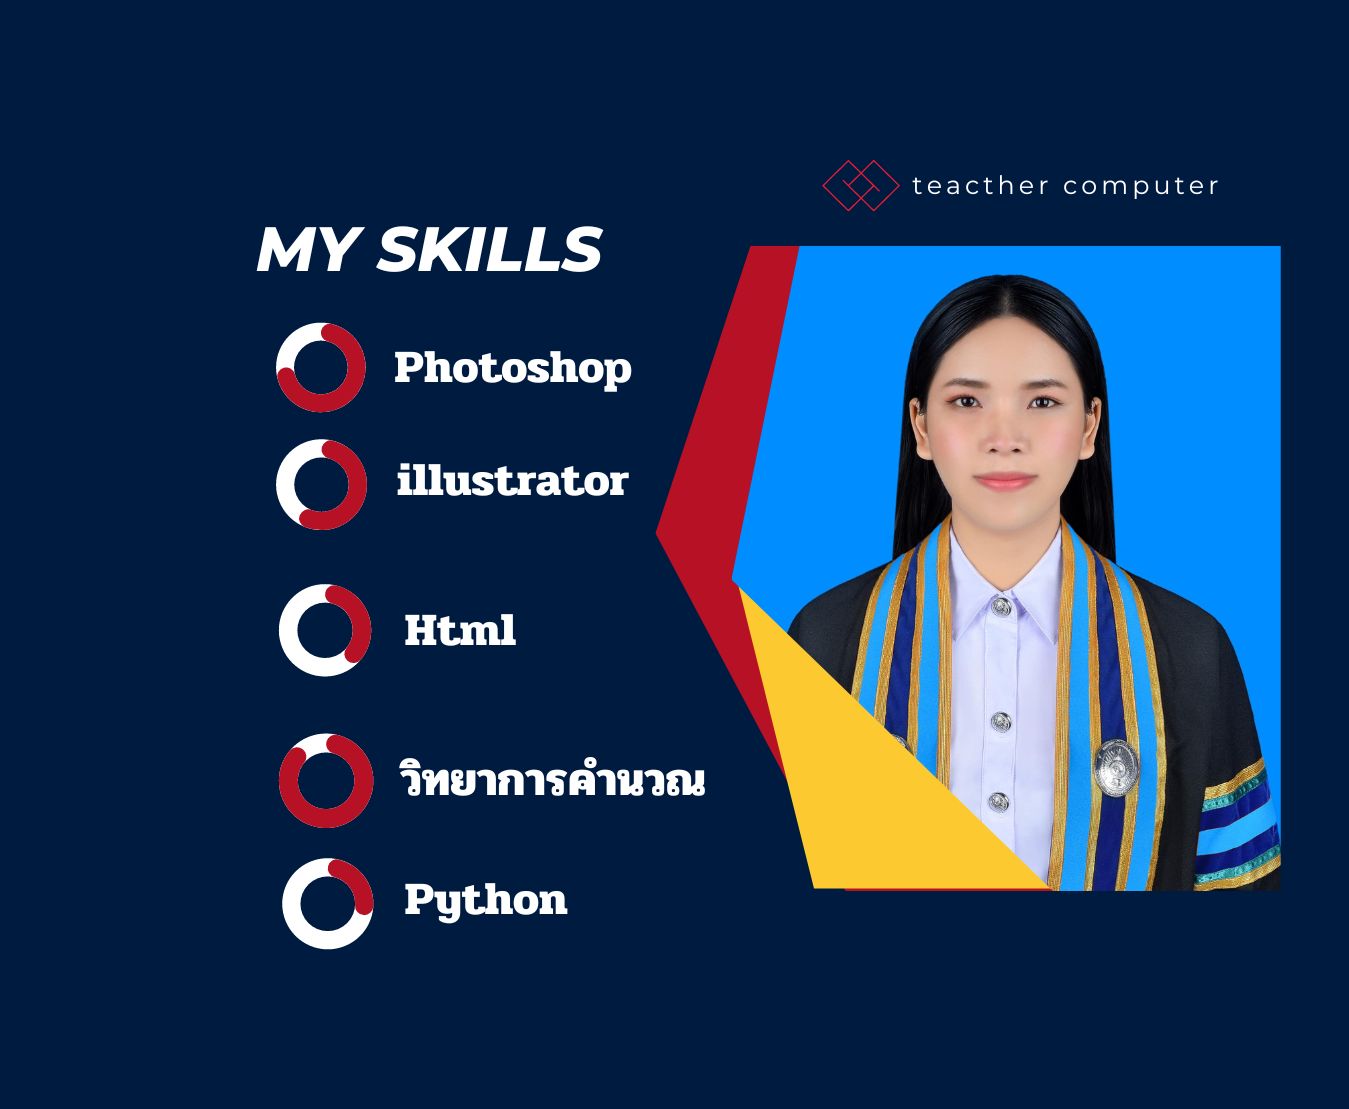 teacther computer
MY SKILLS
Photoshop
illustrator
Html
วิทยาการคำนวณ
Python